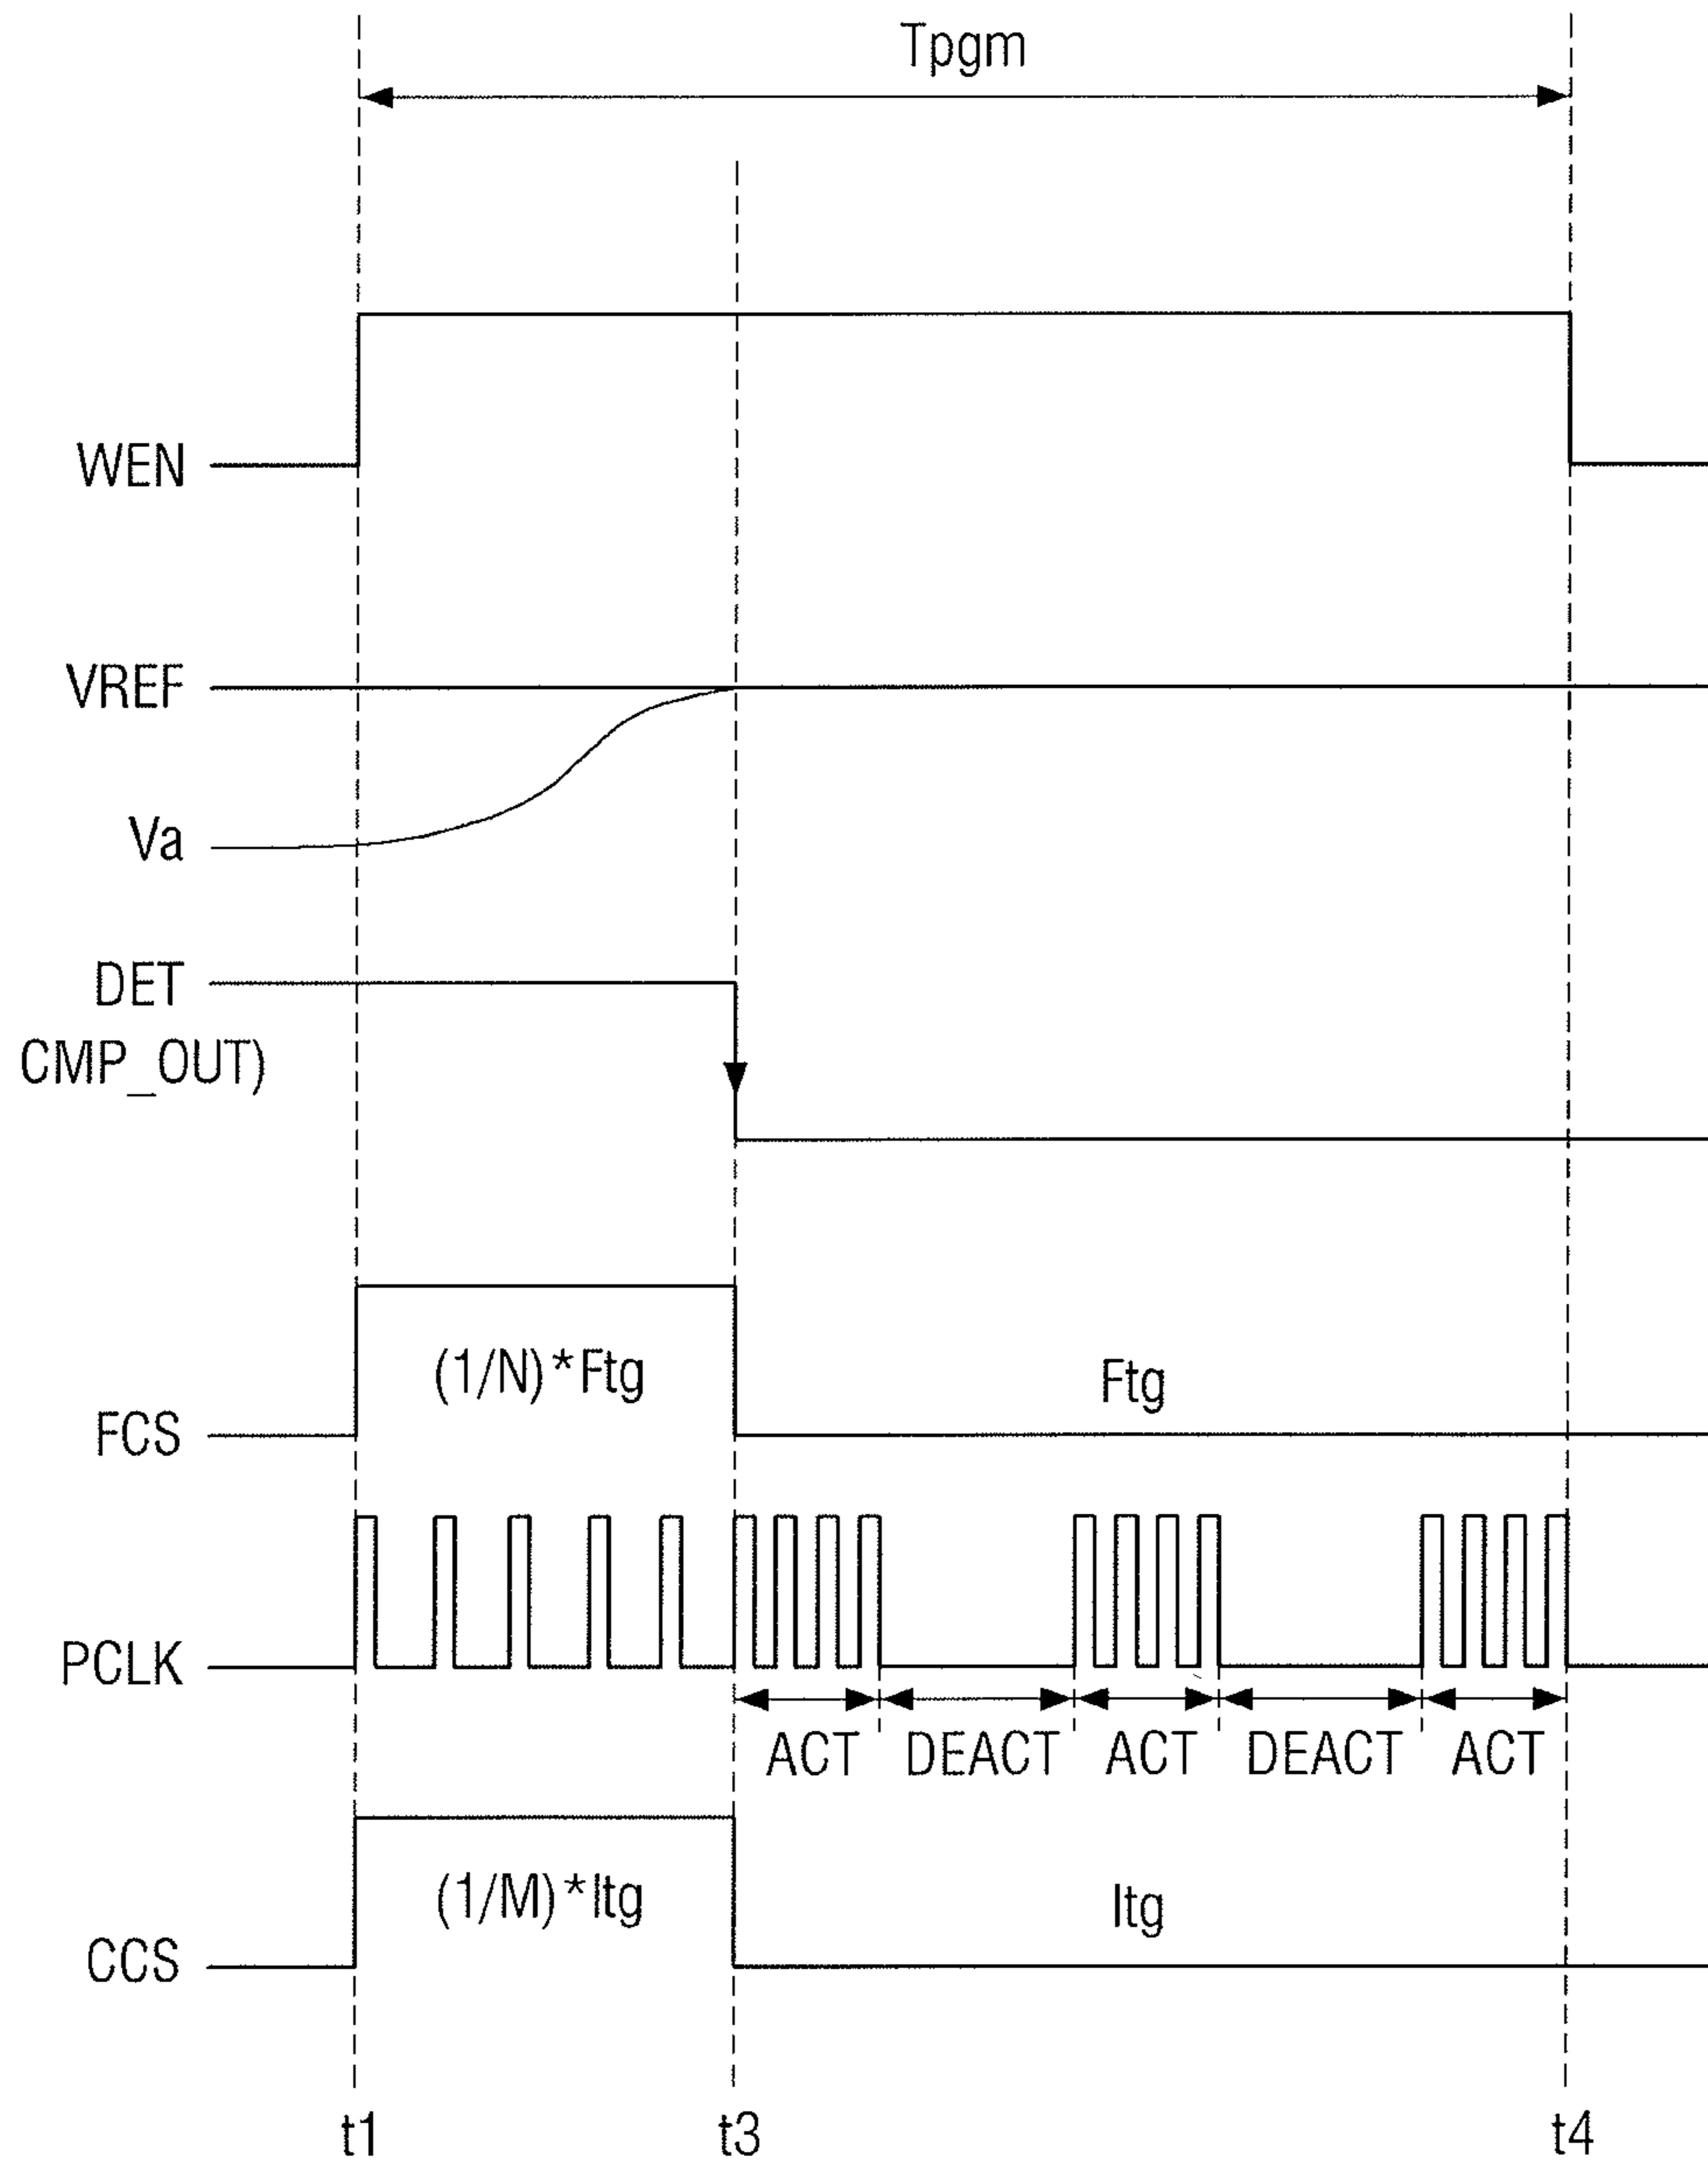 Tpgm
WEN
VREF
Va
DET
CMP_OUT)
(1/N)*Ftg
Ftg
FCS
PCLK
ACT DEACT ACT DEACT ACT
(1/M)*Itg
Itg
CCS
t1 t3 t4